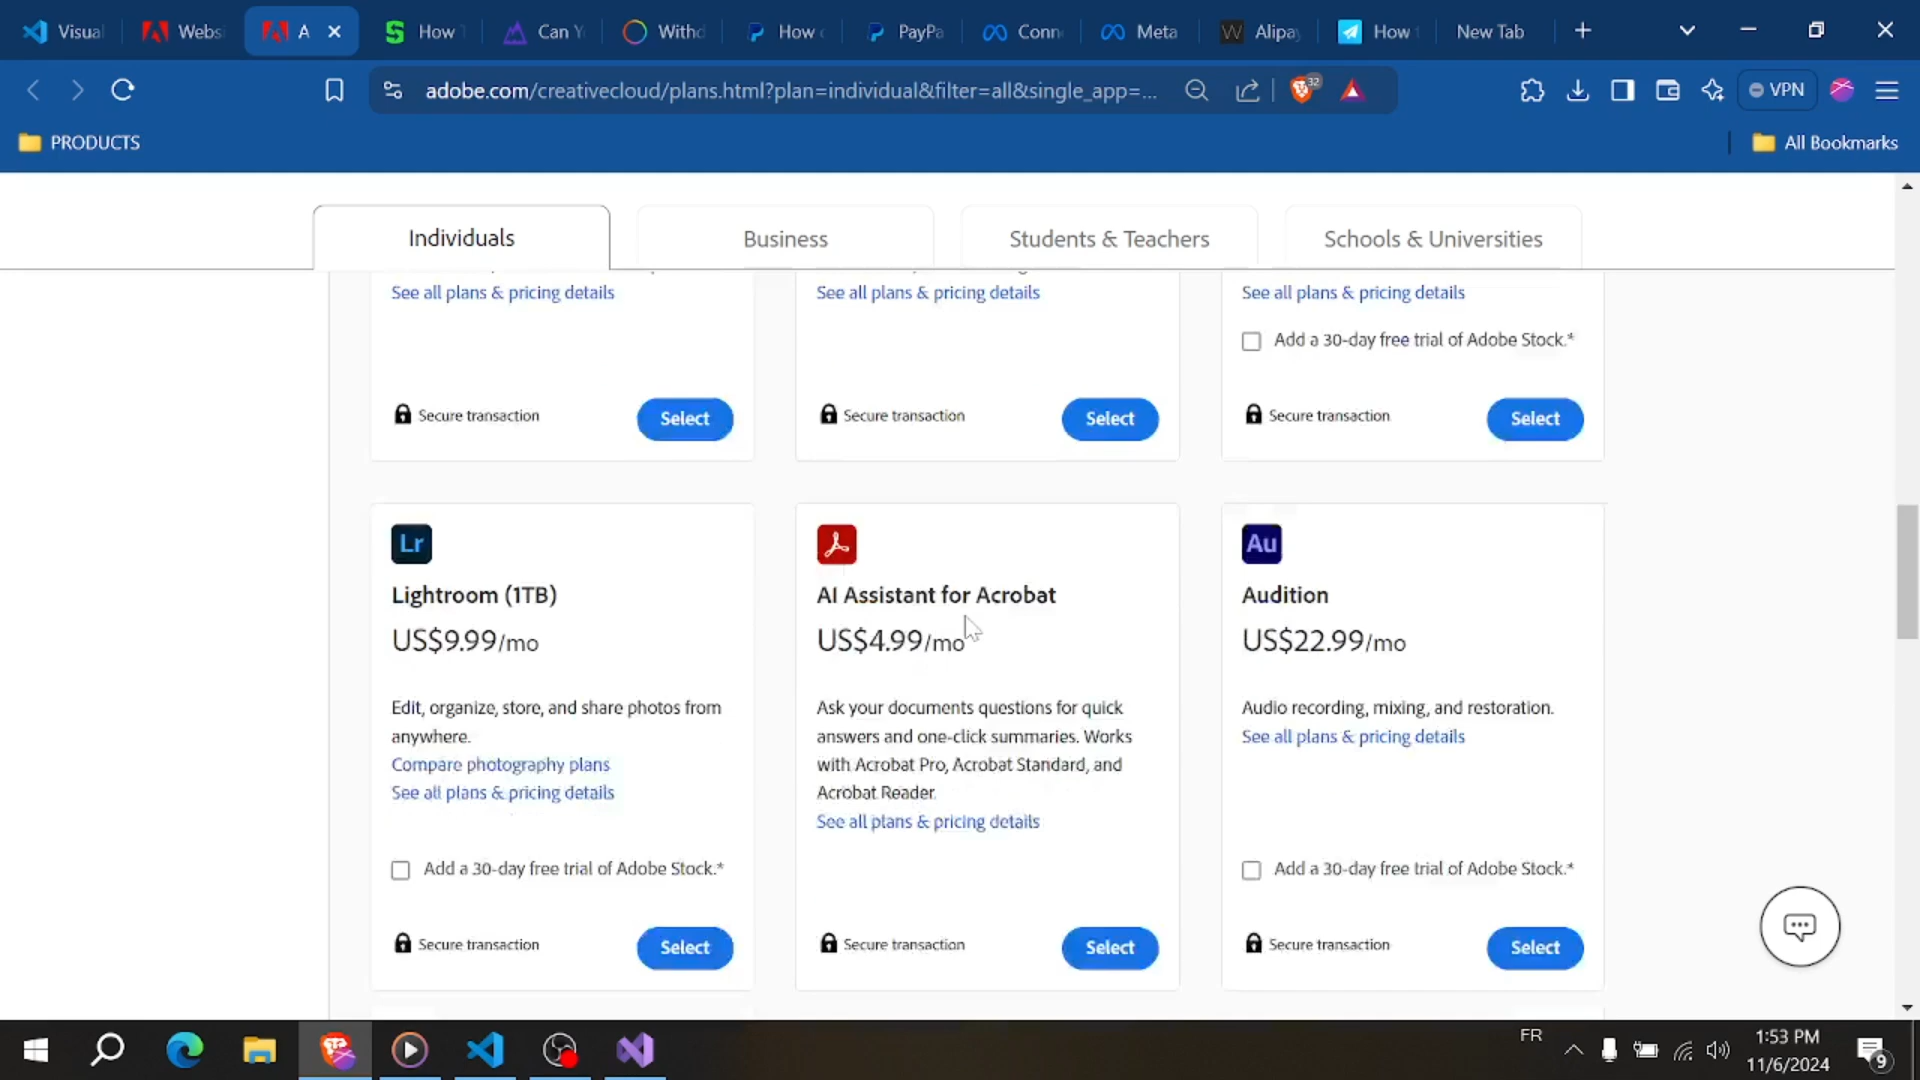 Visual
Websi
A
How
Can Y
Withd
How
PayPa
Conn
Meta
Alipay
How
New Tab
adobe.com/creativecloud/plans.html?plan=individual&filter=all&single_app=...
32
VPN
PRODUCTS
All Bookmarks
Individuals
Business
Students & Teachers
Schools & Universities
See all plans & pricing details
See all plans & pricing details
See all plans & pricing details
Add a 30-day free trial of Adobe Stock.*
Secure transaction
Select
Secure transaction
Select
Secure transaction
Select
Lr
Lightroom (1TB)
US$9.99/mo
Edit, organize, store, and share photos from
anywhere.
Compare photography plans
See all plans & pricing details
Add a 30-day free trial of Adobe Stock.*
Secure transaction
Select
AI Assistant for Acrobat
US$4.99/mo
Ask your documents questions for quick
answers and one-click summaries. Works
with Acrobat Pro, Acrobat Standard, and
Acrobat Reader.
See all plans & pricing details
Secure transaction
Select
Au
Audition
US$22.99/mo
Audio recording, mixing, and restoration.
See all plans & pricing details
Add a 30-day free trial of Adobe Stock.*
Secure transaction
Select
FR
1:53 PM
11/6/2024
9